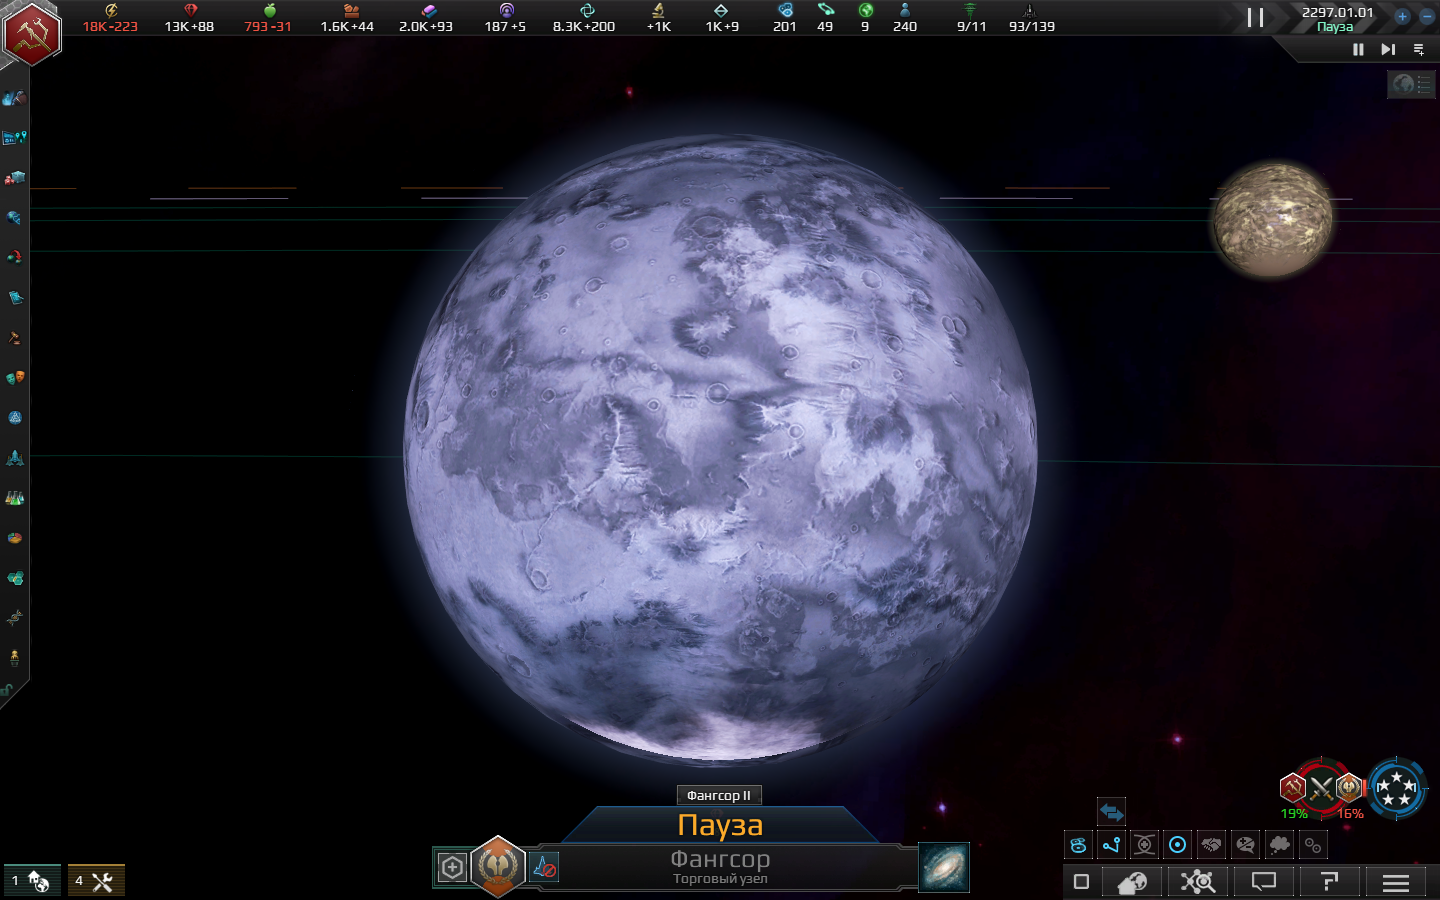 18K-223 13K+88 793-31 1.6K+44 2.0K+93 187+5 8.3K+200 +1K 1K+9 201 49 9 240 9/11 93/139
2297.01.01
Пауза
Фангсор II
Пауза
Фангсор
Торговый узел
19% 16%
1 4